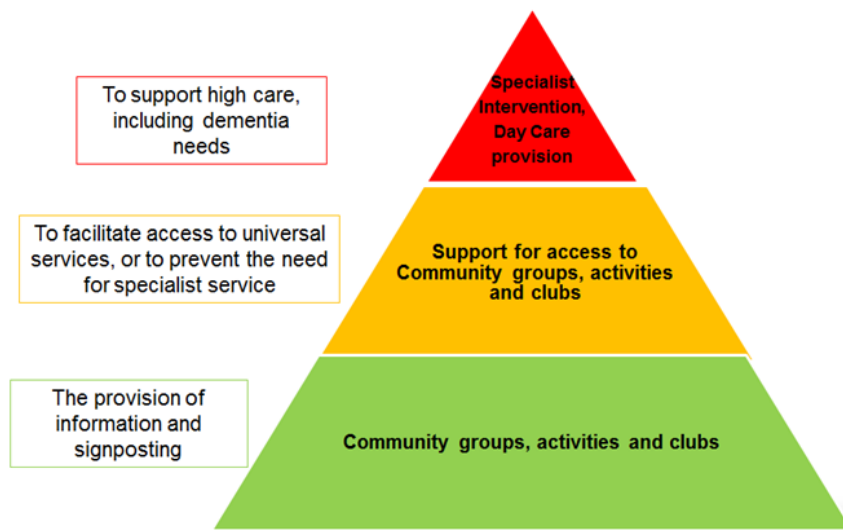 To support high care,
including dementia
needs
Specialist
Intervention,
Day Care
provision
To facilitate access to universal
services, or to prevent the need
for specialist service
Support for access to
Community groups, activities
and clubs
The provision of
information and
signposting
Community groups, activities and clubs